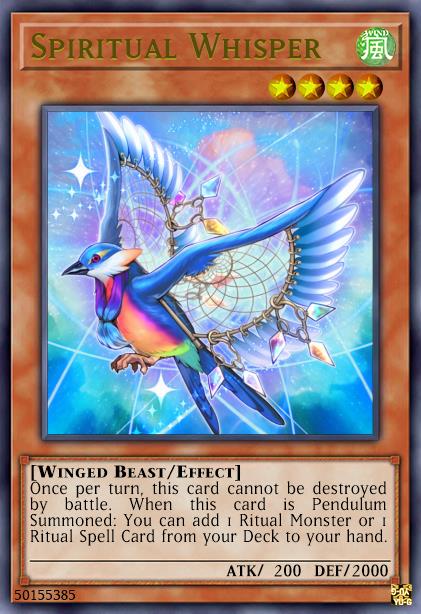 Spiritual Whisper
WIND
風
[Winged Beast/Effect]
Once per turn, this card cannot be destroyed
by battle. When this card is Pendulum
Summoned: You can add 1 Ritual Monster or 1
Ritual Spell Card from your Deck to your hand.
ATK/ 200 DEF/2000
50155385